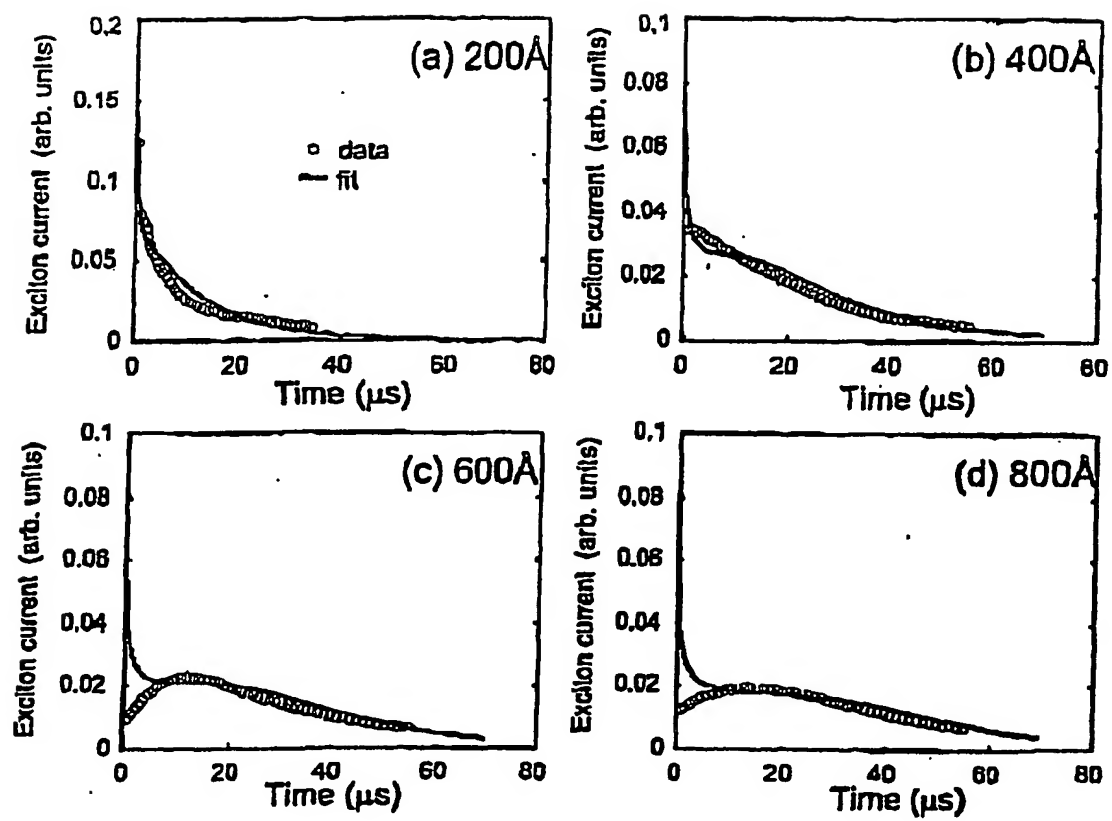 (a) 200Å
Exciton current (arb. units)
0.2
0.15
0.1
0.05
0
data
fit
0 20 40 60 80
Time (μs)
(b) 400Å
Exciton current (arb. units)
0.1
0.08
0.06
0.04
0.02
0
0 20 40 60 80
Time (μs)
(c) 600Å
Exciton current (arb. units)
0.1
0.08
0.06
0.04
0.02
0
0 20 40 60 80
Time (μs)
(d) 800Å
Exciton current (arb. units)
0.1
0.08
0.06
0.04
0.02
0
0 20 40 60 80
Time (μs)